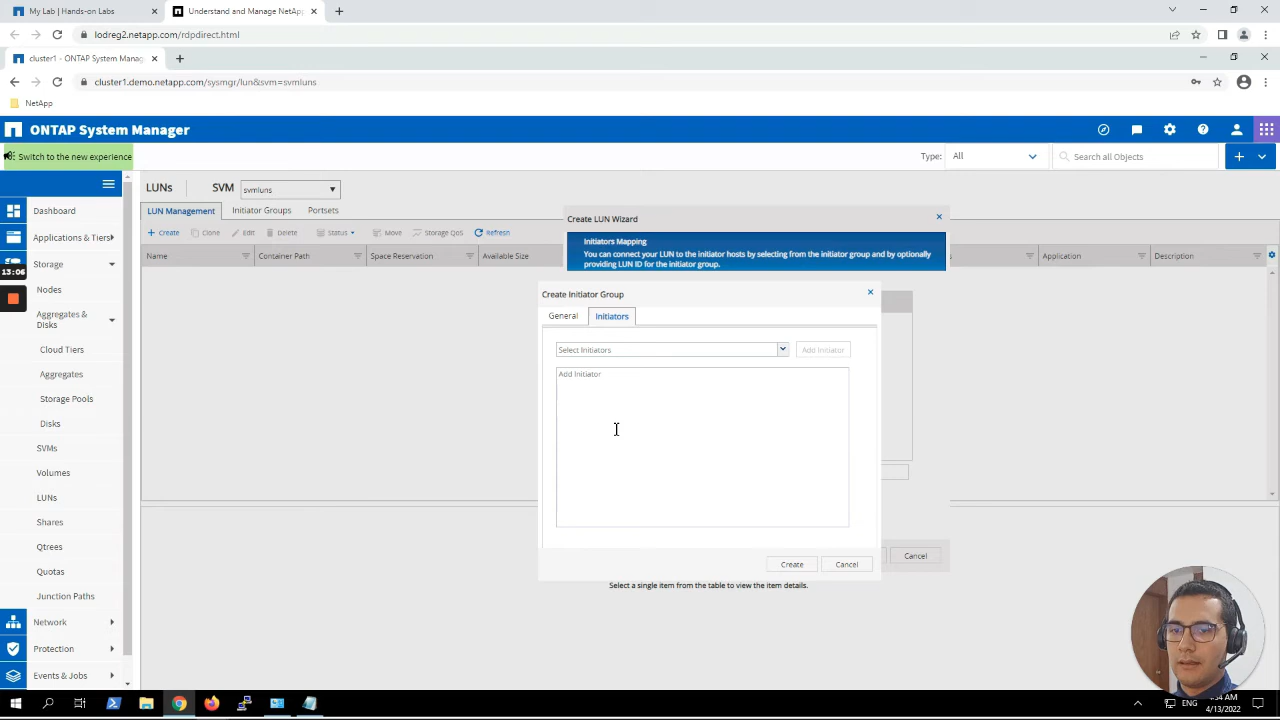 My Lab | Hands-on Labs
Understand and Manage NetAp
lodreg2.netapp.com/rdpdirect.html
cluster1 - ONTAP System Manag
cluster1.demo.netapp.com/sysmgr/lun&svm=svmluns
NetApp
ONTAP System Manager
Switch to the new experience
Type:
All
Search all Objects
LUNs
SVM
svmluns
LUN Management
Initiator Groups
Portsets
Create
Clone
Edit
Delete
Status
Move
Storage QoS
Refresh
Name
Container Path
Space Reservation
Available Size
Application
Description
Dashboard
Applications & Tiers
Storage
Nodes
Aggregates &
Disks
Cloud Tiers
Aggregates
Storage Pools
Disks
SVMs
Volumes
LUNs
Shares
Qtrees
Quotas
Junction Paths
Network
Protection
Events & Jobs
13:06
Create LUN Wizard
Initiators Mapping
You can connect your LUN to the initiator hosts by selecting from the initiator group and by optionally
providing LUN ID for the initiator group.
Create Initiator Group
General
Initiators
Select Initiators
Add Initiator
Add Initiator
Create
Cancel
Cancel
Select a single item from the table to view the item details.
ENG
4/13/2022